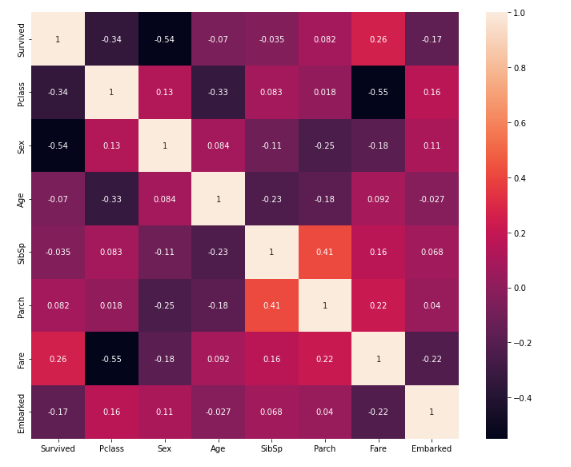 1.0
Survived 1 -0.34 -0.54 -0.07 -0.035 0.082 0.26 -0.17
0.8
Pclass -0.34 1 0.13 -0.33 0.083 0.018 -0.55 0.16
0.6
Sex -0.54 0.13 1 0.084 -0.11 -0.25 -0.18 0.11
0.4
Age -0.07 -0.33 0.084 1 -0.23 -0.18 0.092 -0.027
0.2
SibSp -0.035 0.083 -0.11 -0.23 1 0.41 0.16 0.068
0.0
Parch 0.082 0.018 -0.25 -0.18 0.41 1 0.22 0.04
−0.2
Fare 0.26 -0.55 -0.18 0.092 0.16 0.22 1 -0.22
−0.4
Embarked -0.17 0.16 0.11 -0.027 0.068 0.04 -0.22 1
Survived Pclass Sex Age SibSp Parch Fare Embarked